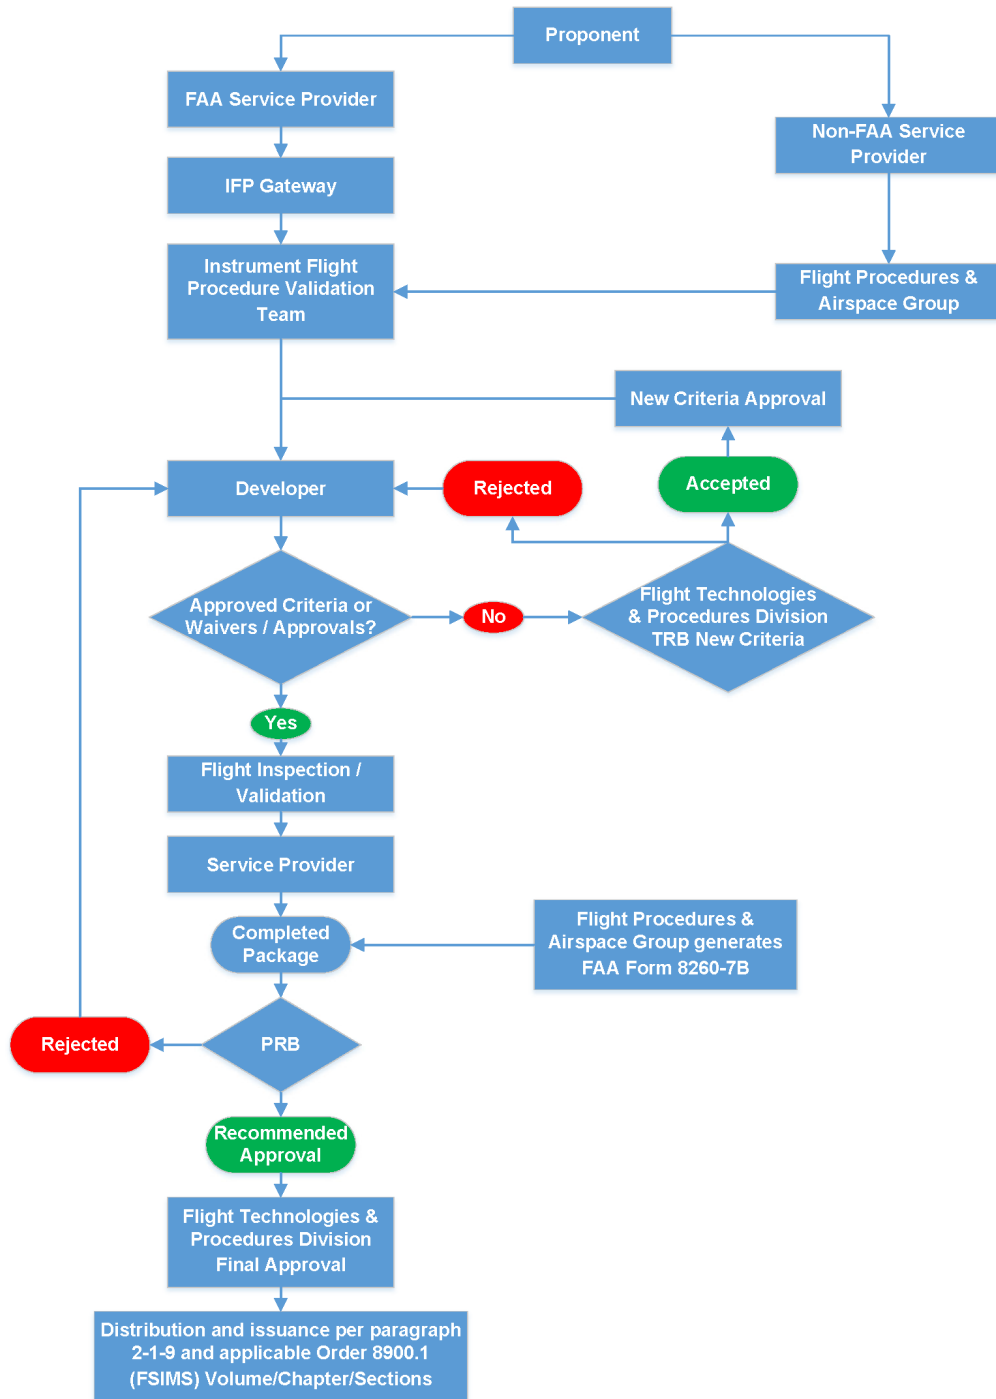 Proponent
FAA Service Provider
Non-FAA Service
Provider
IFP Gateway
Instrument Flight
Procedure Validation
Team
Flight Procedures &
Airspace Group
New Criteria Approval
Developer
Rejected
Accepted
Approved Criteria or
Waivers / Approvals?
No
Flight Technologies
& Procedures Division
TRB New Criteria
Yes
Flight Inspection /
Validation
Service Provider
Completed
Package
Flight Procedures &
Airspace Group generates
FAA Form 8260-7B
Rejected
PRB
Recommended
Approval
Flight Technologies &
Procedures Division
Final Approval
Distribution and issuance per paragraph
2-1-9 and applicable Order 8900.1
(FSIMS) Volume/Chapter/Sections